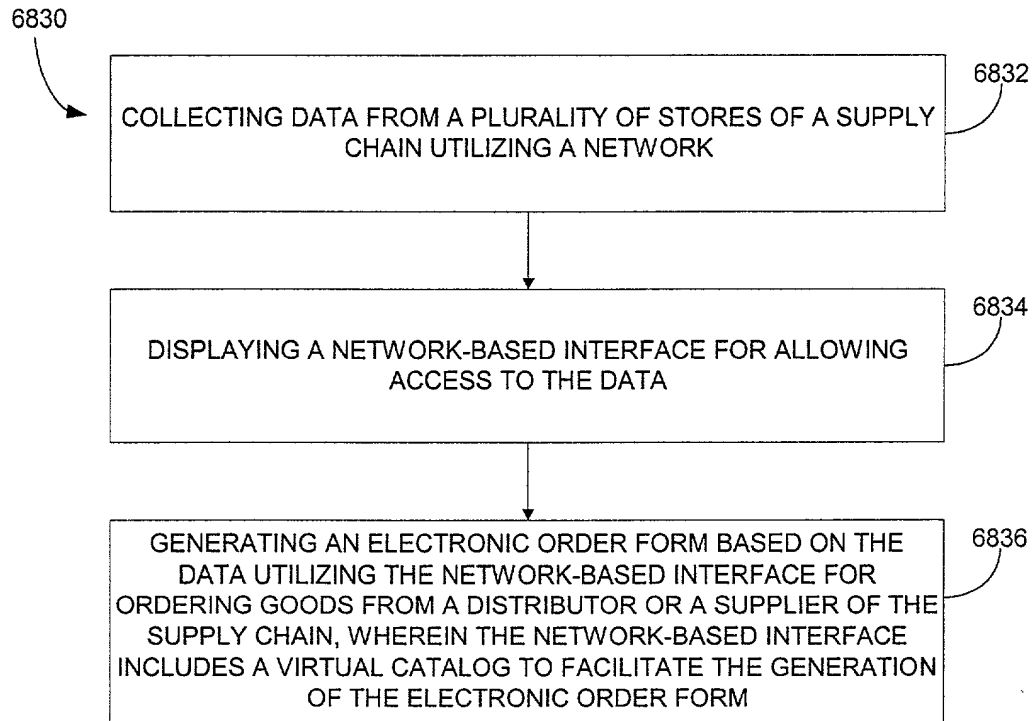 6830
6832
COLLECTING DATA FROM A PLURALITY OF STORES OF A SUPPLY
CHAIN UTILIZING A NETWORK
6834
DISPLAYING A NETWORK-BASED INTERFACE FOR ALLOWING
ACCESS TO THE DATA
6836
GENERATING AN ELECTRONIC ORDER FORM BASED ON THE
DATA UTILIZING THE NETWORK-BASED INTERFACE FOR
ORDERING GOODS FROM A DISTRIBUTOR OR A SUPPLIER OF THE
SUPPLY CHAIN, WHEREIN THE NETWORK-BASED INTERFACE
INCLUDES A VIRTUAL CATALOG TO FACILITATE THE GENERATION
OF THE ELECTRONIC ORDER FORM